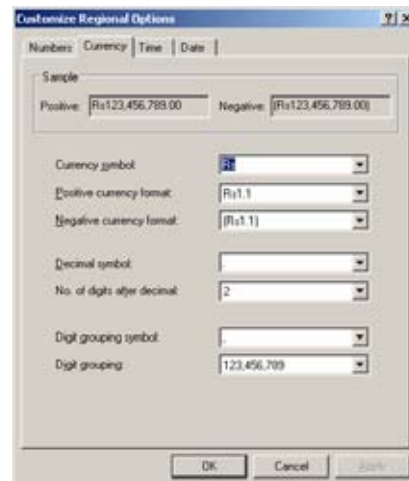 Customize Regional Options
Numbers Currency Time Date
Sample
Positive: Rs123,456,789.00 Negative: (Rs123,456,789.00)
Currency symbol: Rs
Positive currency format: Rs1.1
Negative currency format: (Rs1.1)
Decimal symbol: .
No. of digits after decimal: 2
Digit grouping symbol: ,
Digit grouping: 123,456,789
OK Cancel Apply